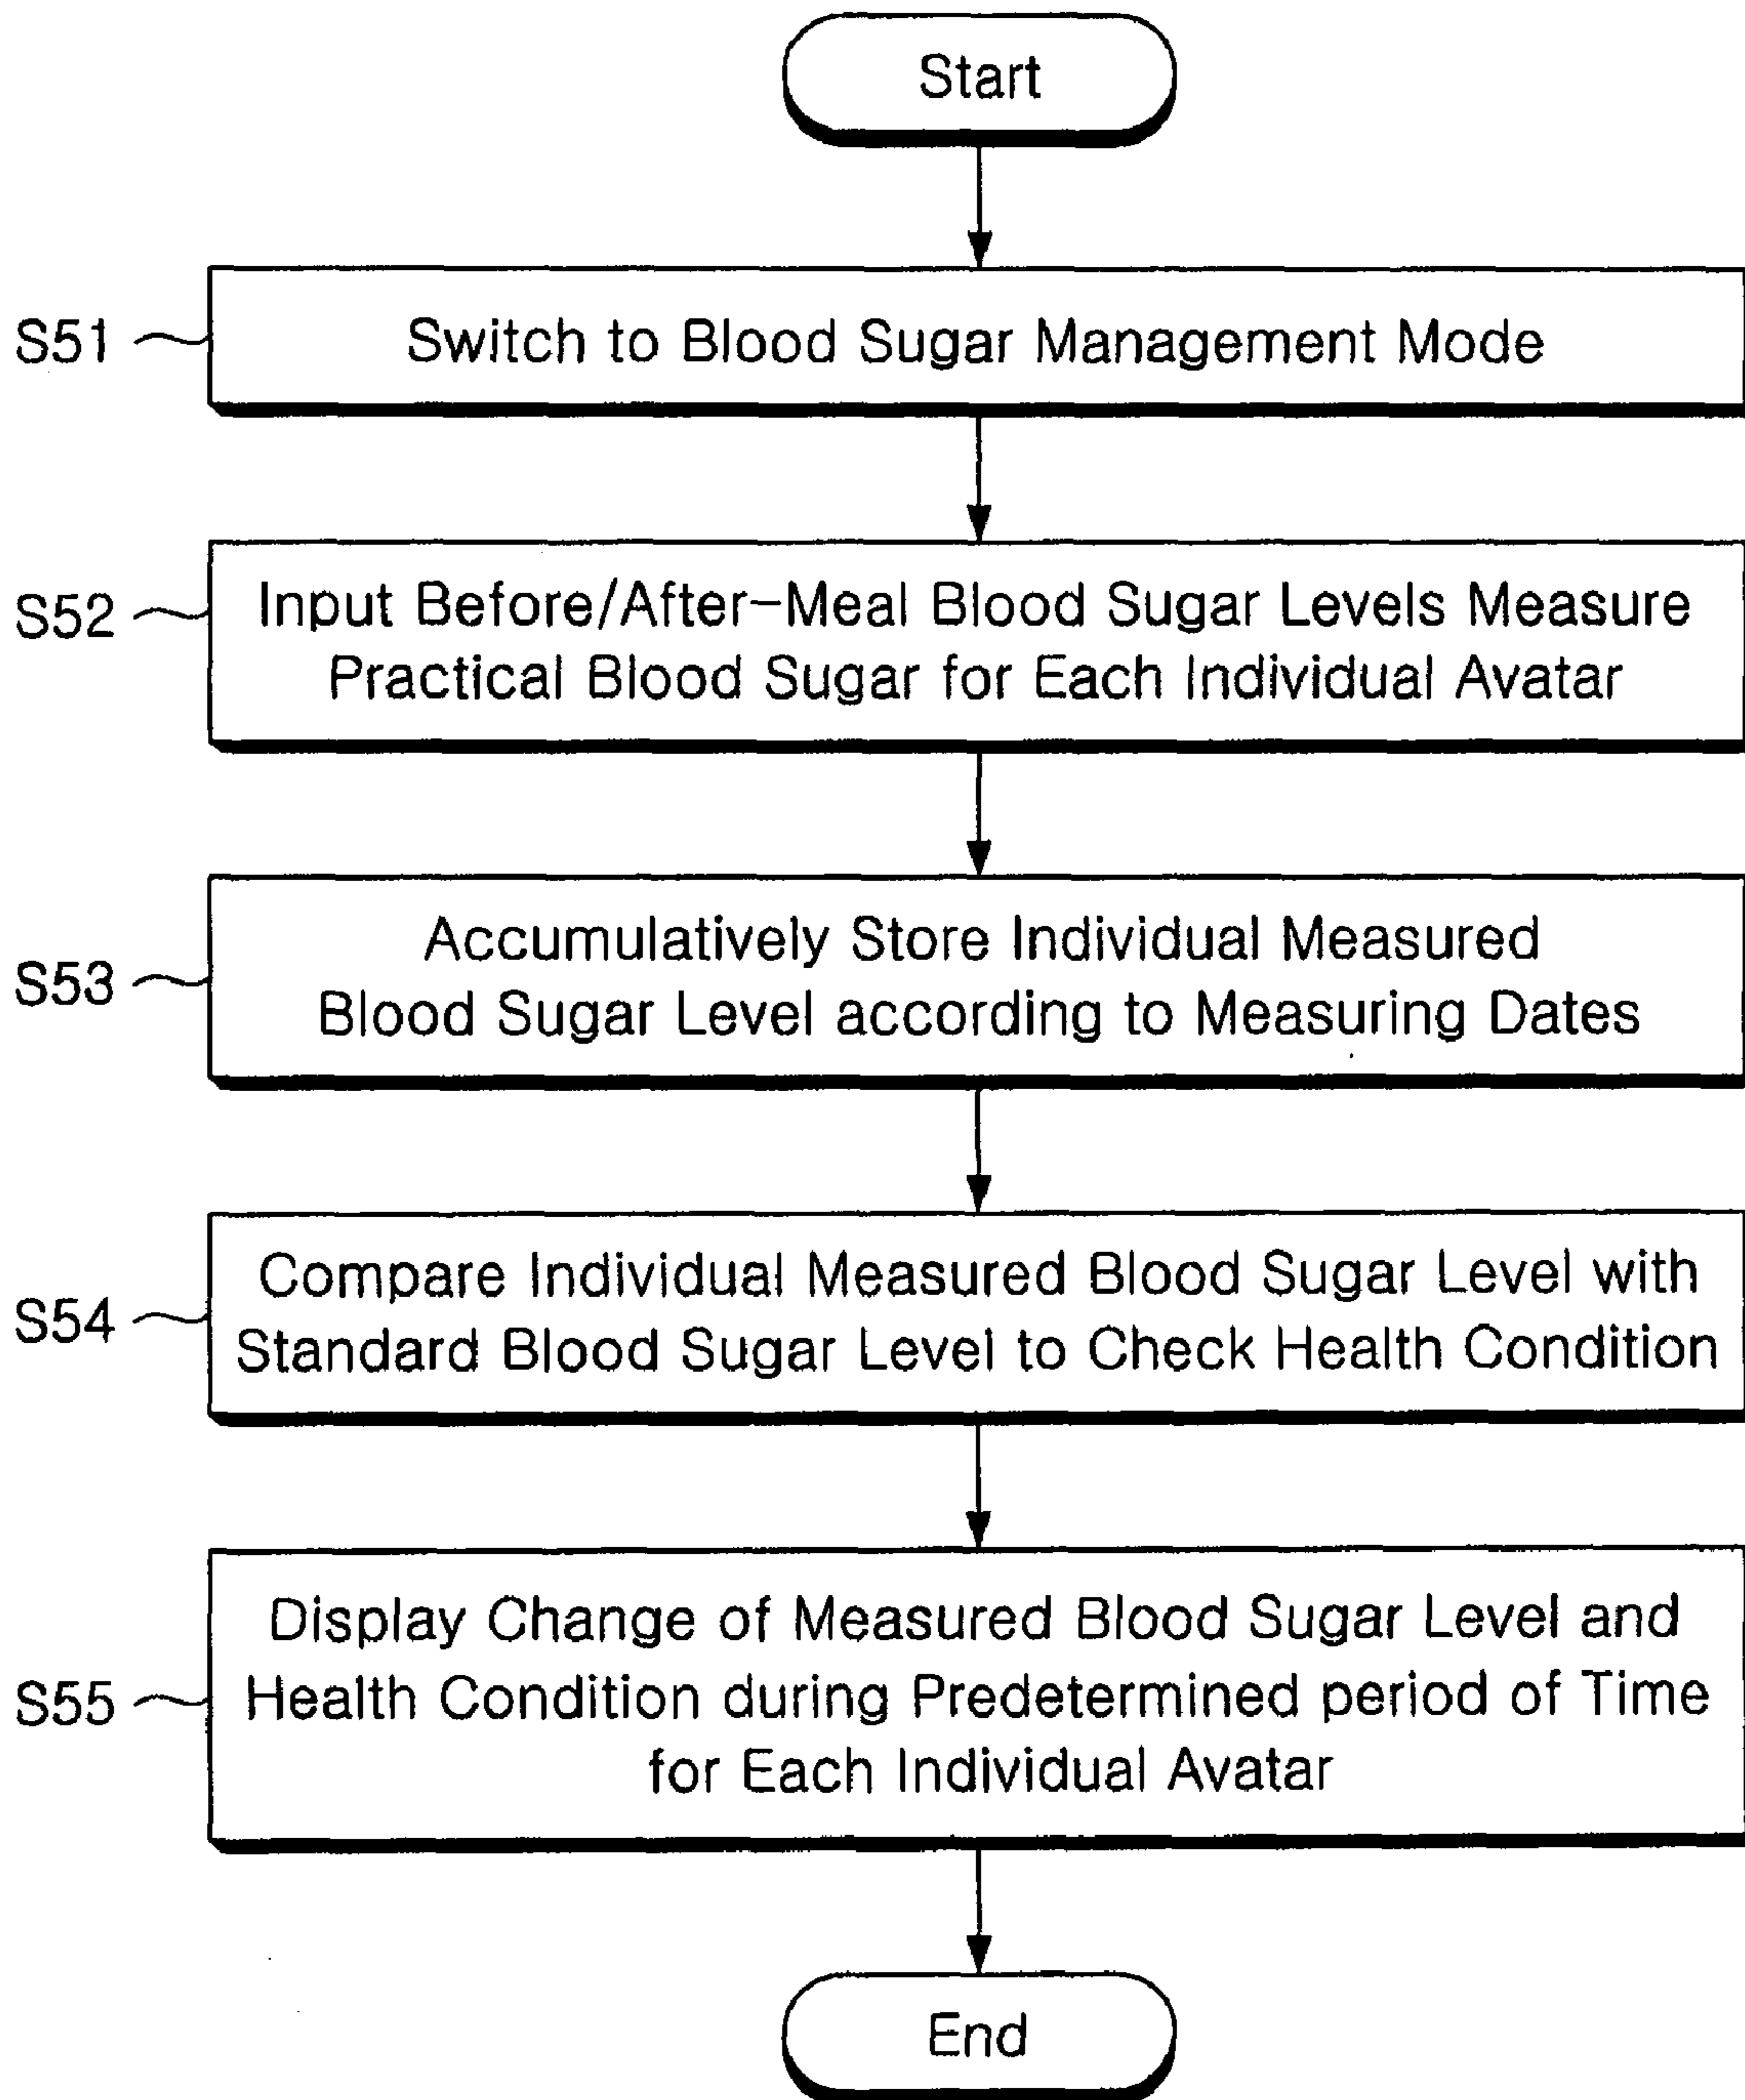 Start
S51
Switch to Blood Sugar Management Mode
S52
Input Before/After-Meal Blood Sugar Levels Measure
Practical Blood Sugar for Each Individual Avatar
S53
Accumulatively Store Individual Measured
Blood Sugar Level according to Measuring Dates
S54
Compare Individual Measured Blood Sugar Level with
Standard Blood Sugar Level to Check Health Condition
S55
Display Change of Measured Blood Sugar Level and
Health Condition during Predetermined period of Time
for Each Individual Avatar
End